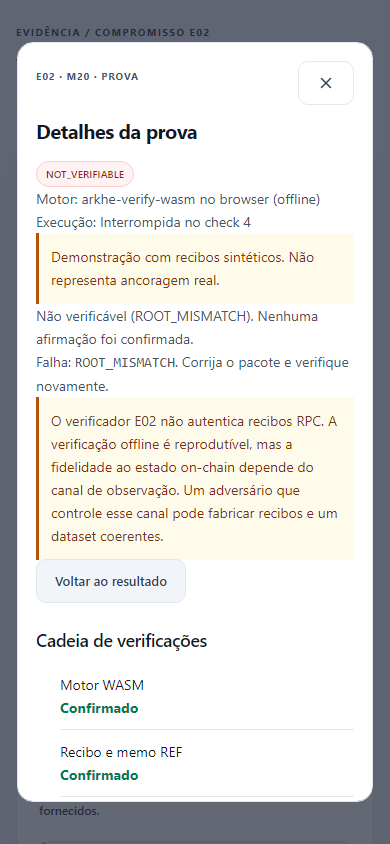 EVIDÊNCIA / COMPROMISSO E02
E02 · M20 · PROVA
Detalhes da prova
NOT_VERIFIABLE
Motor: arkhe-verify-wasm no browser (offline)
Execução: Interrompida no check 4
Demonstração com recibos sintéticos. Não
representa ancoragem real.
Não verificável (ROOT_MISMATCH). Nenhuma
afirmação foi confirmada.
Falha: ROOT_MISMATCH. Corrija o pacote e verifique
novamente.
O verificador E02 não autentica recibos RPC. A
verificação offline é reprodutível, mas a
fidelidade ao estado on-chain depende do
canal de observação. Um adversário que
controle esse canal pode fabricar recibos e um
dataset coerentes.
Voltar ao resultado
Cadeia de verificações
Motor WASM
Confirmado
Recibo e memo REF
Confirmado
fornecidos.